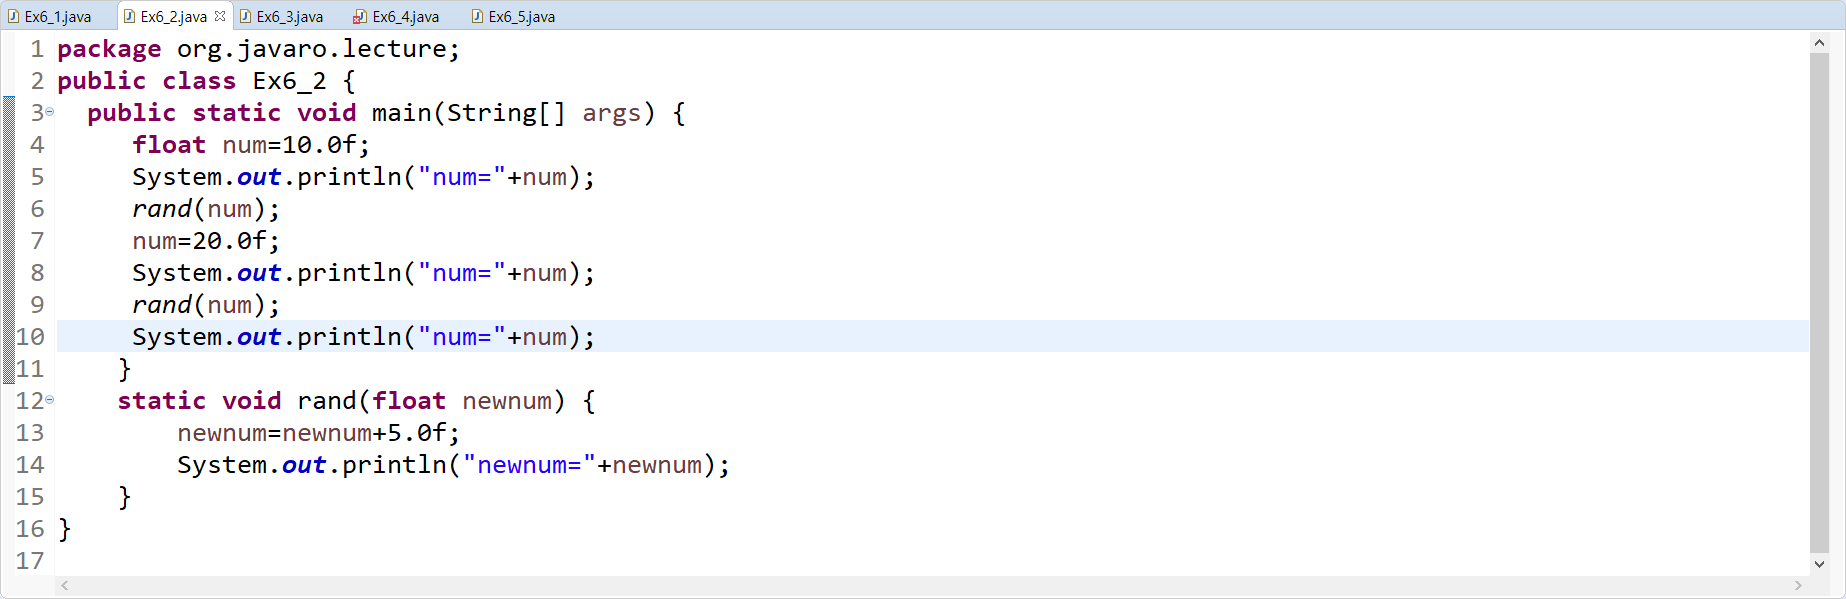 Ex6_1.java Ex6_2.java Ex6_3.java Ex6_4.java Ex6_5.java
1 package org.javaro.lecture;
2 public class Ex6_2 {
3 public static void main(String[] args) {
4 float num=10.0f;
5 System.out.println("num="+num);
6 rand(num);
7 num=20.0f;
8 System.out.println("num="+num);
9 rand(num);
10 System.out.println("num="+num);
11 }
12 static void rand(float newnum) {
13 newnum=newnum+5.0f;
14 System.out.println("newnum="+newnum);
15 }
16 }
17